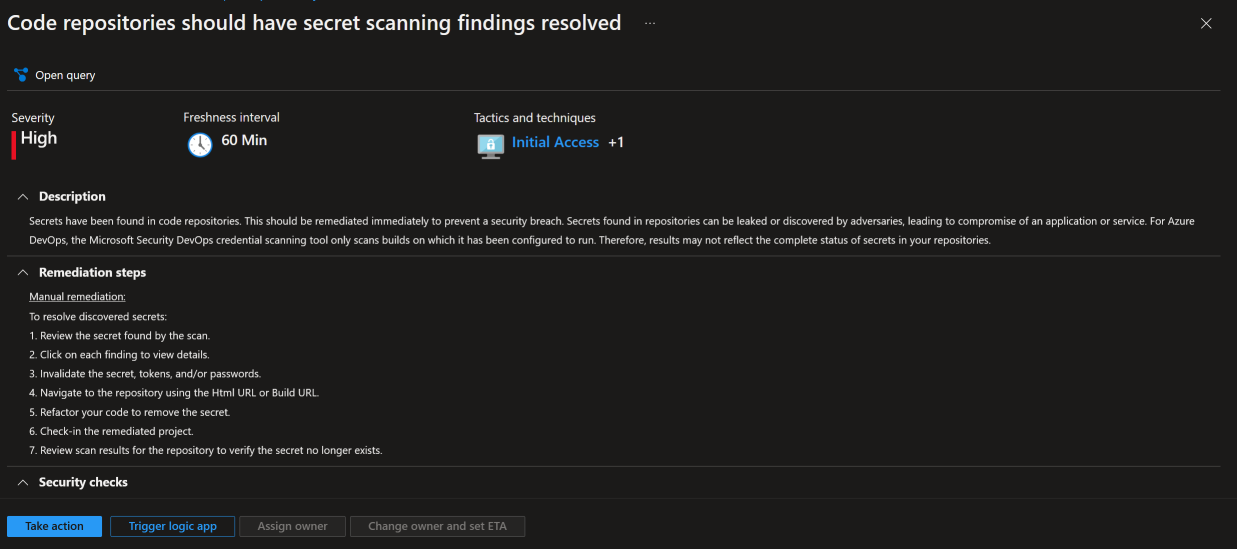 Code repositories should have secret scanning findings resolved ...
Open query
Severity
High
Freshness interval
60 Min
Tactics and techniques
Initial Access +1
Description
Secrets have been found in code repositories. This should be remediated immediately to prevent a security breach. Secrets found in repositories can be leaked or discovered by adversaries, leading to compromise of an application or service. For Azure
DevOps, the Microsoft Security DevOps credential scanning tool only scans builds on which it has been configured to run. Therefore, results may not reflect the complete status of secrets in your repositories.
Remediation steps
Manual remediation:
To resolve discovered secrets:
1. Review the secret found by the scan.
2. Click on each finding to view details.
3. Invalidate the secret, tokens, and/or passwords.
4. Navigate to the repository using the Html URL or Build URL.
5. Refactor your code to remove the secret.
6. Check-in the remediated project.
7. Review scan results for the repository to verify the secret no longer exists.
Security checks
Take action
Trigger logic app
Assign owner
Change owner and set ETA